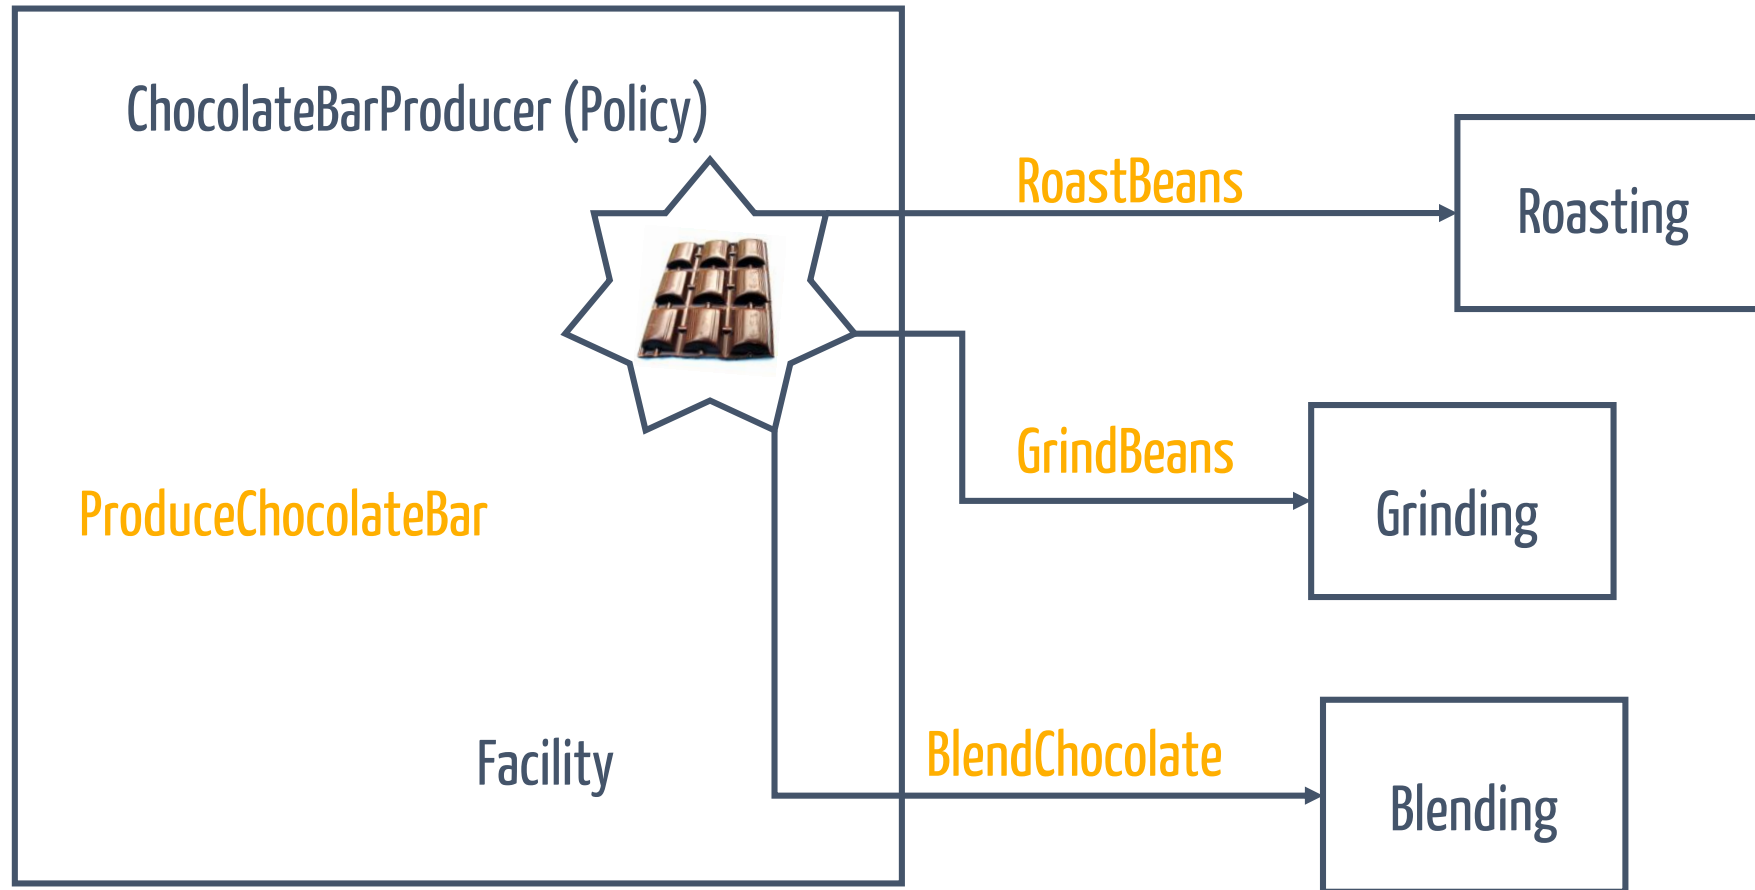 ChocolateBarProducer (Policy)
RoastBeans
Roasting
GrindBeans
Grinding
ProduceChocolateBar
Facility
BlendChocolate
Blending